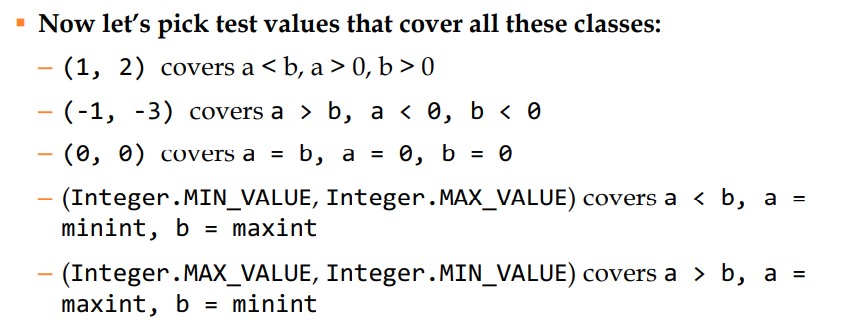 ▪ Now let’s pick test values that cover all these classes:
– (1, 2) covers a < b, a > 0, b > 0
– (-1, -3) covers a > b, a < 0, b < 0
– (0, 0) covers a = b, a = 0, b = 0
– (Integer.MIN_VALUE, Integer.MAX_VALUE) covers a < b, a =
minint, b = maxint
– (Integer.MAX_VALUE, Integer.MIN_VALUE) covers a > b, a =
maxint, b = minint